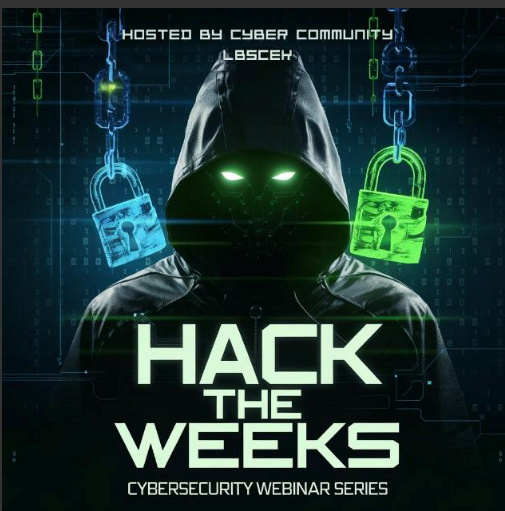 HOSTED BY CYBER COMMUNITY
LBSCEK
HACK
THE
WEEKS
CYBERSECURITY WEBINAR SERIES